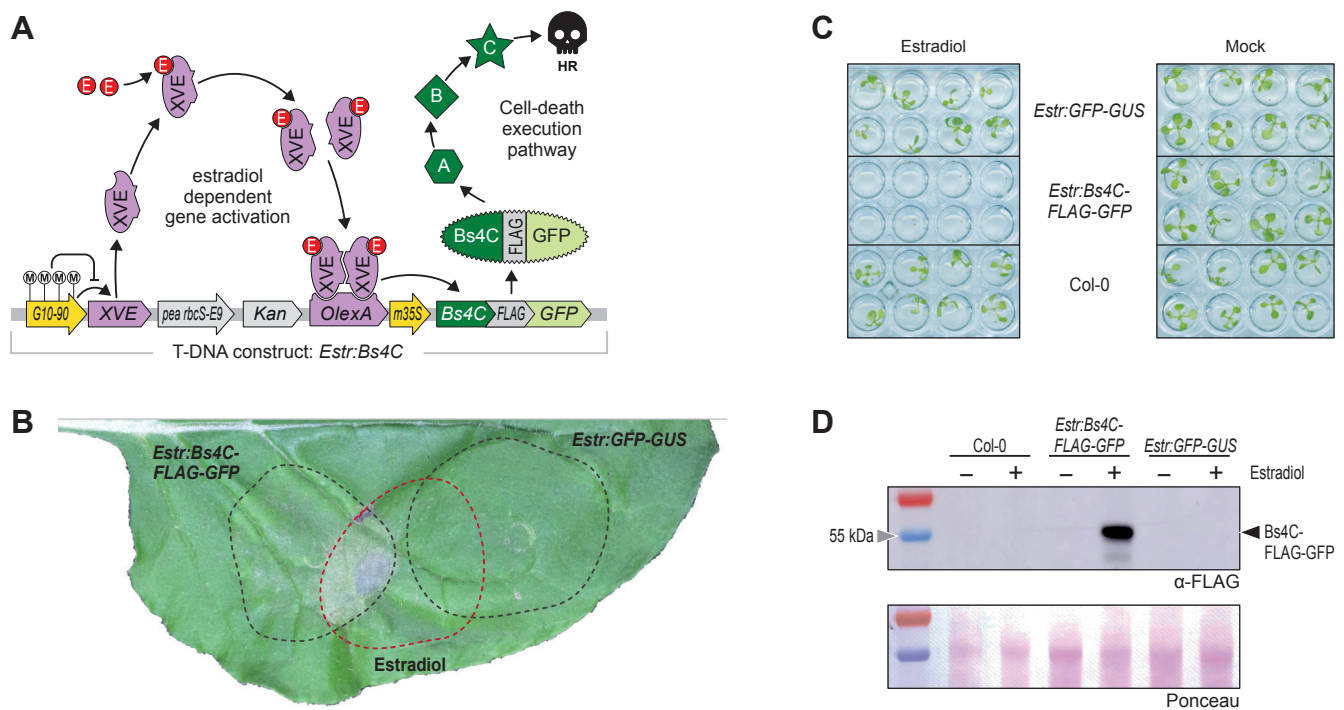 A
E E
E
XVE
XVE
estradiol
dependent
gene activation
E
XVE
E
XVE
E
XVE
E
XVE
A
B
C
HR
Cell-death
execution
pathway
Bs4C FLAG GFP
M M M M
G10-90 XVE pea rbcS-E9 Kan OlexA m35S Bs4C FLAG GFP
T-DNA construct: Estr:Bs4C
B
Estr:Bs4C-
FLAG-GFP
Estr:GFP-GUS
Estradiol
C
Estradiol Mock
Estr:GFP-GUS
Estr:Bs4C-
FLAG-GFP
Col-0
D
Col-0
Estr:Bs4C-
FLAG-GFP
Estr:GFP-GUS
– + – + – + Estradiol
55 kDa
Bs4C-
FLAG-GFP
α-FLAG
Ponceau